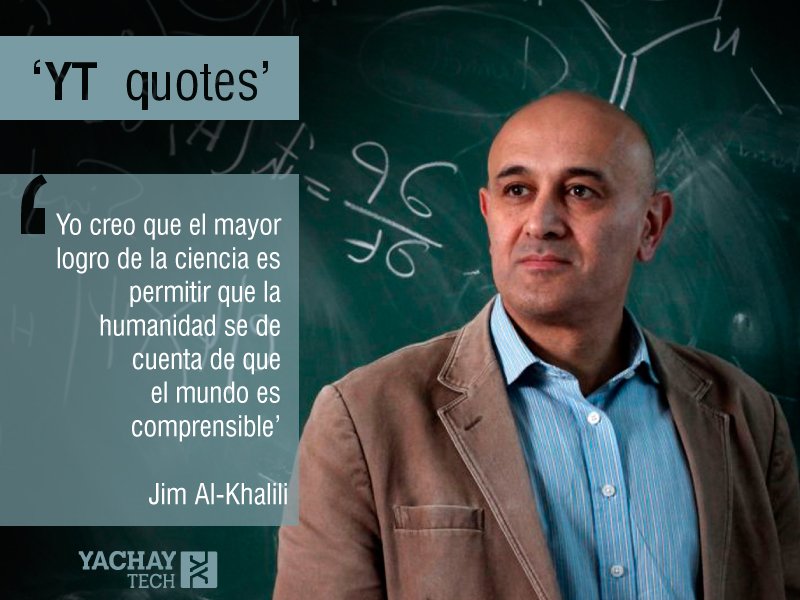 ‘YT quotes’
‘Yo creo que el mayor
logro de la ciencia es
permitir que la
humanidad se de
cuenta de que
el mundo es
comprensible’
Jim Al-Khalili
YACHAY
TECH